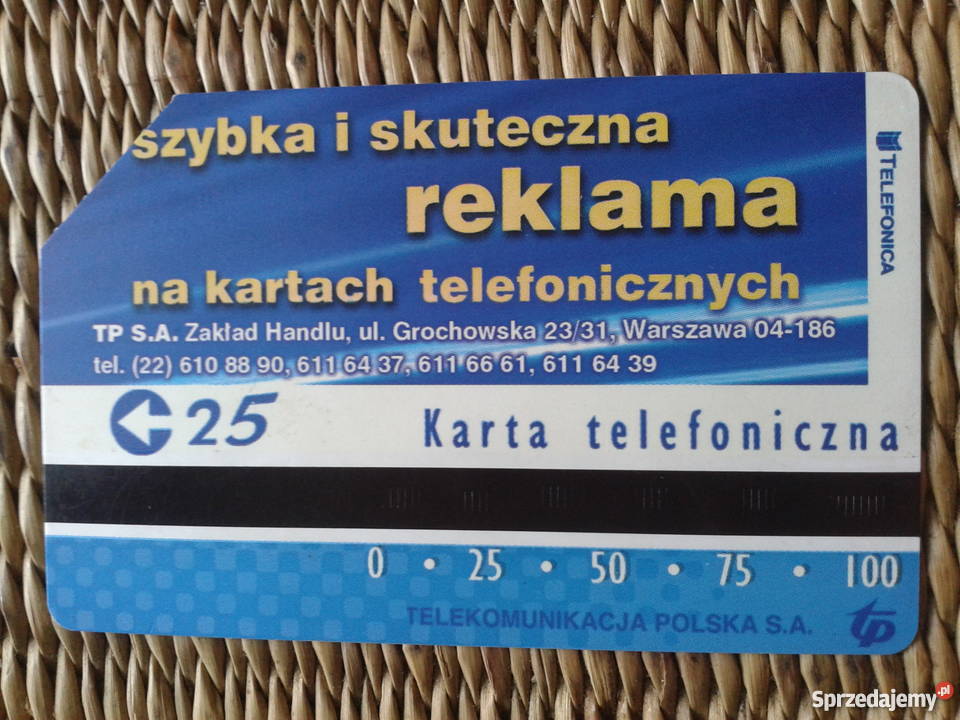 szybka i skuteczna
reklama
na kartach telefonicznych
TP S.A. Zakład Handlu, ul. Grochowska 23/31, Warszawa 04-186
tel. (22) 610 88 90, 611 64 37, 611 66 61, 611 64 39
TELEFONICA
25 Karta telefoniczna
0 • 25 • 50 • 75 • 100
TELEKOMUNIKACJA POLSKA S.A. tp
Sprzedajemy.pl